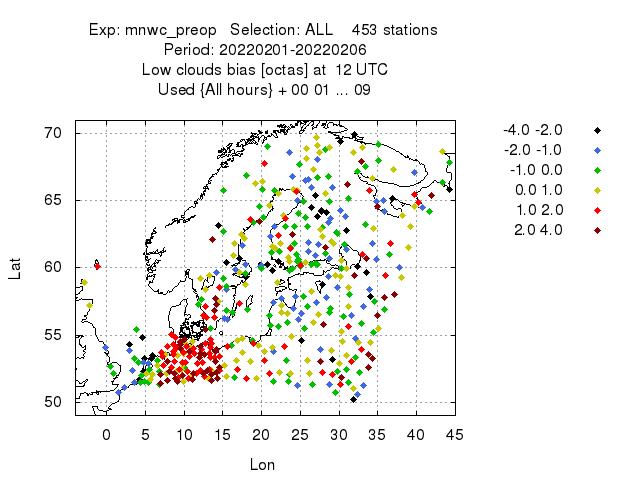 Exp: mnwc_preop   Selection: ALL    453 stations
Period: 20220201-20220206
Low clouds bias [octas] at  12 UTC
Used {All hours} + 00 01 ... 09
70
65
60
55
50
Lat
0 5 10 15 20 25 30 35 40 45
Lon
-4.0 -2.0
-2.0 -1.0
-1.0 0.0
0.0 1.0
1.0 2.0
2.0 4.0